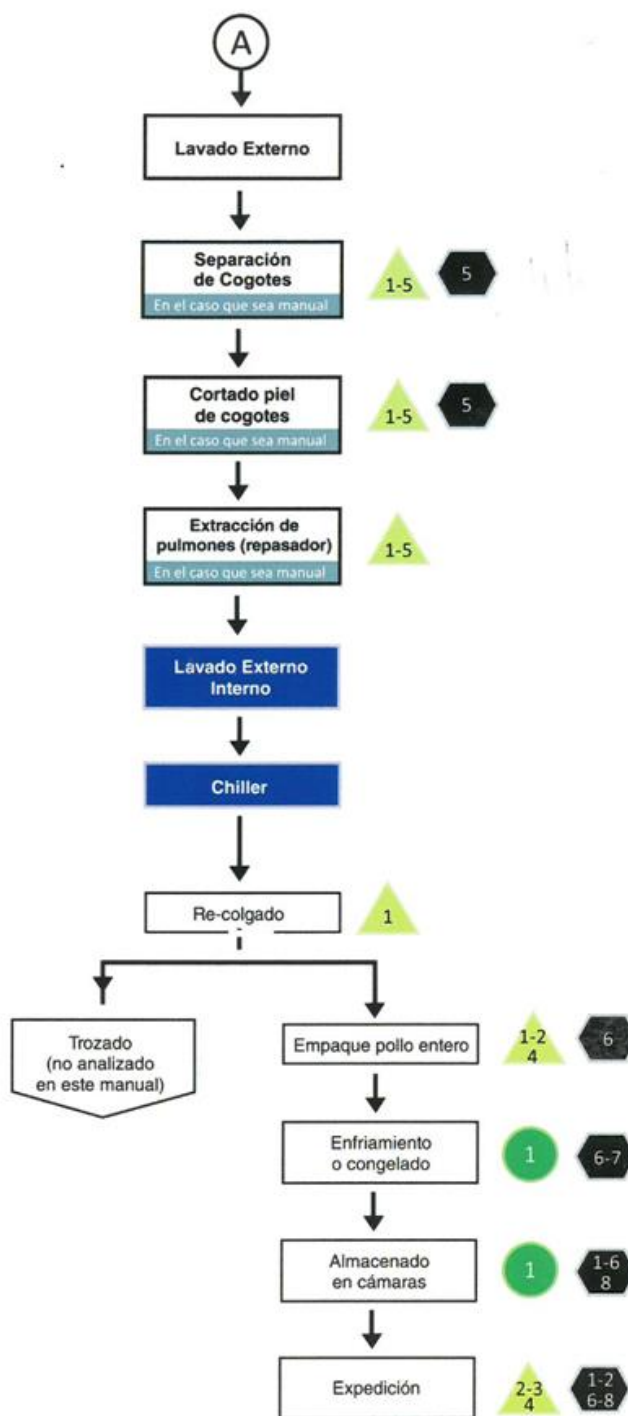 A
Lavado Externo
Separación
de Cogotes
En el caso que sea manual
1-5
5
Cortado piel
de cogotes
En el caso que sea manual
1-5
5
Extracción de
pulmones (repasador)
En el caso que sea manual
1-5
Lavado Externo
Interno
Chiller
Re-colgado
1
Trozado
(no analizado
en este manual)
Empaque pollo entero
1-2
4
6
Enfriamiento
o congelado
1
6-7
Almacenado
en cámaras
1
1-6
8
Expedición
2-3
4
1-2
6-8